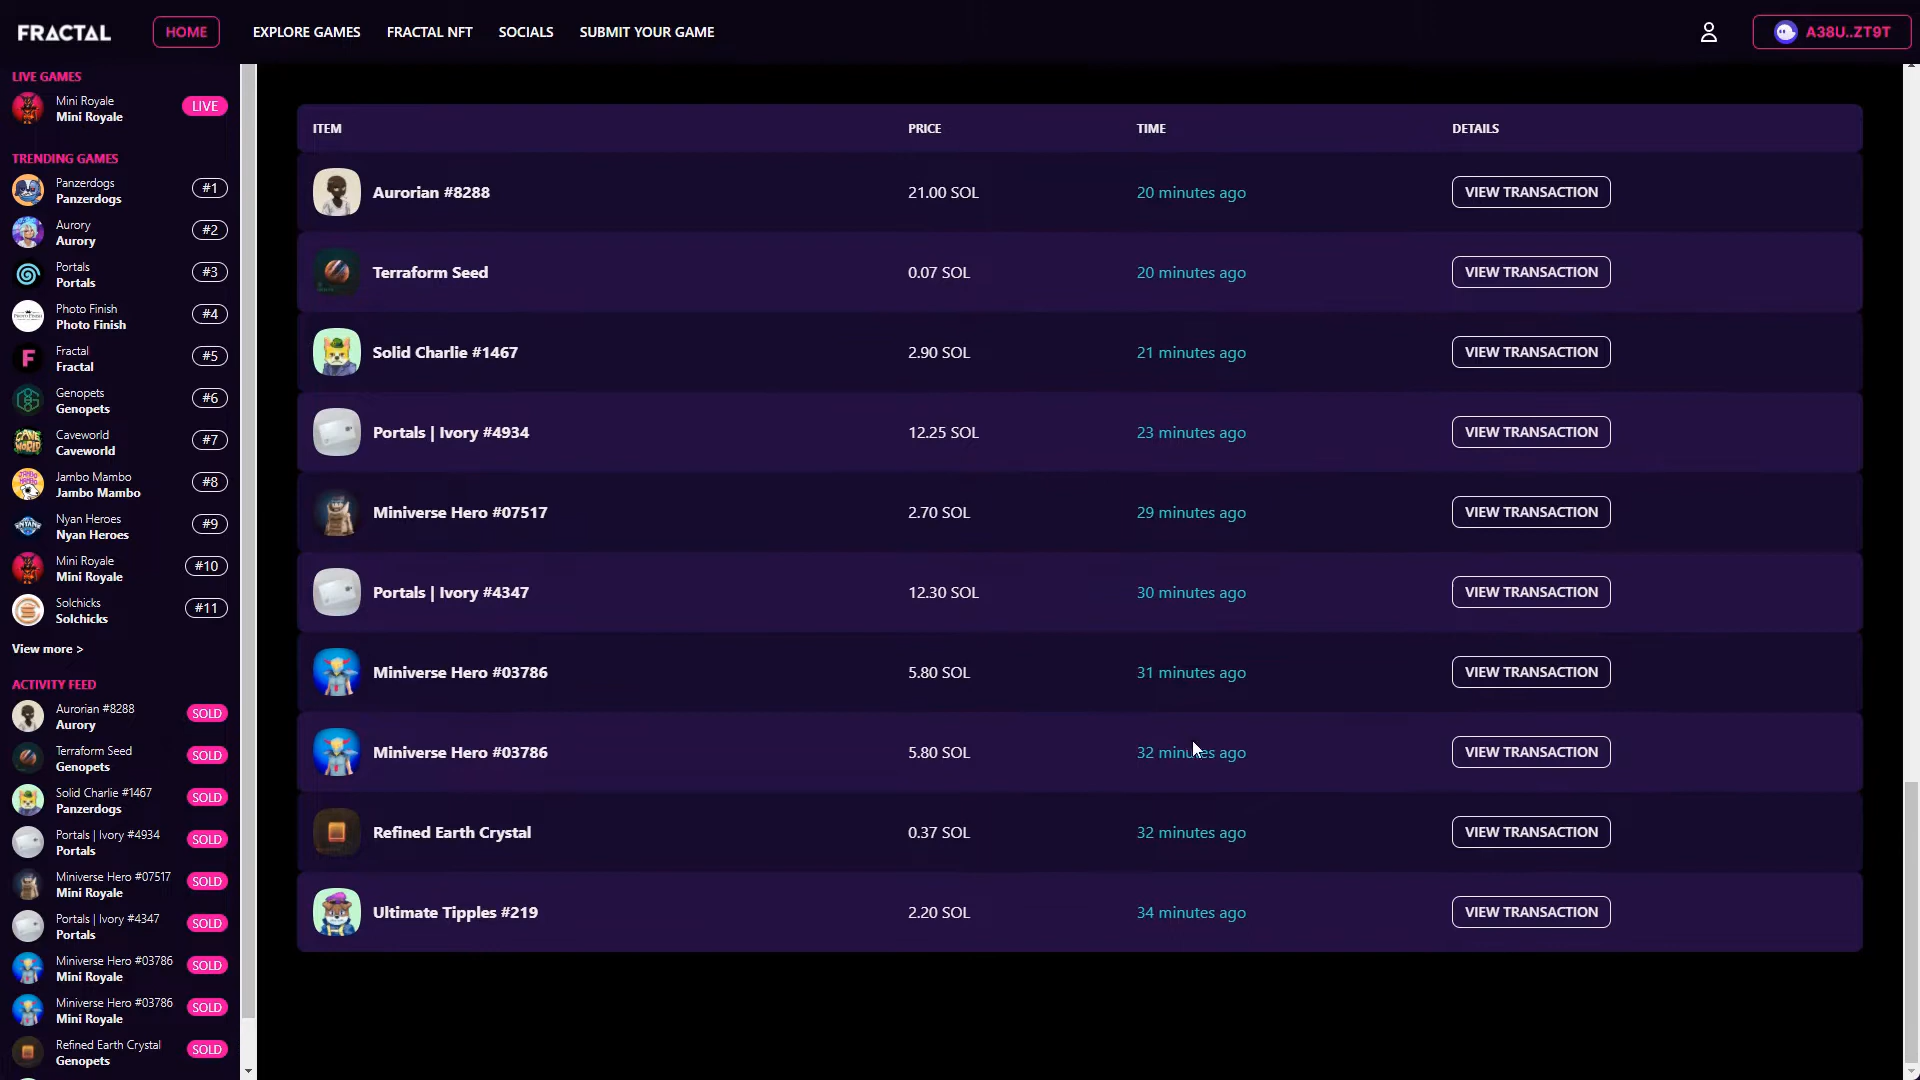 FRACTAL
HOME
EXPLORE GAMES
FRACTAL NFT
SOCIALS
SUBMIT YOUR GAME
A38U..ZT9T
LIVE GAMES
Mini Royale
Mini Royale
LIVE
TRENDING GAMES
Panzerdogs
Panzerdogs
#1
Aurory
Aurory
#2
Portals
Portals
#3
Photo Finish
Photo Finish
#4
Fractal
Fractal
#5
Genopets
Genopets
#6
Caveworld
Caveworld
#7
Jambo Mambo
Jambo Mambo
#8
Nyan Heroes
Nyan Heroes
#9
Mini Royale
Mini Royale
#10
Solchicks
Solchicks
#11
View more >
ACTIVITY FEED
Aurorian #8288
Aurory
SOLD
Terraform Seed
Genopets
SOLD
Solid Charlie #1467
Panzerdogs
SOLD
Portals | Ivory #4934
Portals
SOLD
Miniverse Hero #07517
Mini Royale
SOLD
Portals | Ivory #4347
Portals
SOLD
Miniverse Hero #03786
Mini Royale
SOLD
Miniverse Hero #03786
Mini Royale
SOLD
Refined Earth Crystal
Genopets
SOLD
ITEM PRICE TIME DETAILS
Aurorian #8288 21.00 SOL 20 minutes ago VIEW TRANSACTION
Terraform Seed 0.07 SOL 20 minutes ago VIEW TRANSACTION
Solid Charlie #1467 2.90 SOL 21 minutes ago VIEW TRANSACTION
Portals | Ivory #4934 12.25 SOL 23 minutes ago VIEW TRANSACTION
Miniverse Hero #07517 2.70 SOL 29 minutes ago VIEW TRANSACTION
Portals | Ivory #4347 12.30 SOL 30 minutes ago VIEW TRANSACTION
Miniverse Hero #03786 5.80 SOL 31 minutes ago VIEW TRANSACTION
Miniverse Hero #03786 5.80 SOL 32 minutes ago VIEW TRANSACTION
Refined Earth Crystal 0.37 SOL 32 minutes ago VIEW TRANSACTION
Ultimate Tipples #219 2.20 SOL 34 minutes ago VIEW TRANSACTION